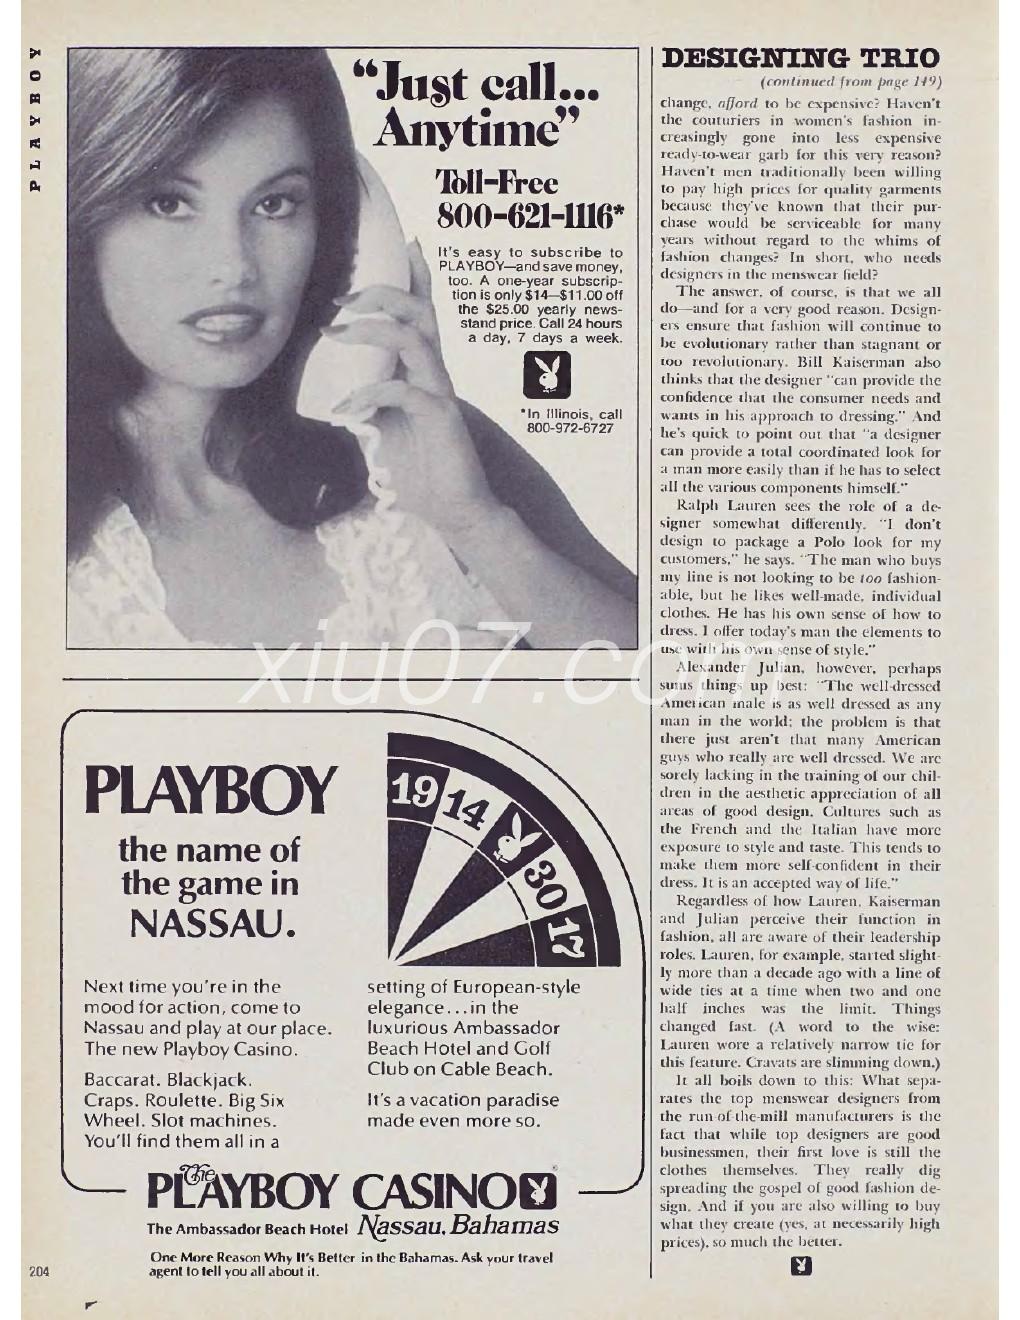 PLAYBOY
"Just call...
Anytime"
Toll-Free
800-621-1116*
It's easy to subscribe to
PLAYBOY—and save money,
too. A one-year subscrip-
tion is only $14—$11.00 off
the $25.00 yearly news-
stand price. Call 24 hours
a day, 7 days a week.
*In Illinois, call
800-972-6727
PLAYBOY
the name of
the game in
NASSAU.
19 14 30 17
Next time you're in the
mood for action, come to
Nassau and play at our place.
The new Playboy Casino.
Baccarat. Blackjack.
Craps. Roulette. Big Six
Wheel. Slot machines.
You'll find them all in a
setting of European-style
elegance...in the
luxurious Ambassador
Beach Hotel and Golf
Club on Cable Beach.
It's a vacation paradise
made even more so.
The
PLAYBOY CASINO
The Ambassador Beach Hotel Nassau, Bahamas
One More Reason Why It's Better in the Bahamas. Ask your travel
agent to tell you all about it.
204
DESIGNING TRIO
(continued from page 149)
change, afford to be expensive? Haven't
the couturiers in women's fashion in-
creasingly gone into less expensive
ready-to-wear garb for this very reason?
Haven't men traditionally been willing
to pay high prices for quality garments
because they've known that their pur-
chase would be serviceable for many
years without regard to the whims of
fashion changes? In short, who needs
designers in the menswear field?
The answer, of course, is that we all
do—and for a very good reason. Design-
ers ensure that fashion will continue to
be evolutionary rather than stagnant or
too revolutionary. Bill Kaiserman also
thinks that the designer "can provide the
confidence that the consumer needs and
wants in his approach to dressing." And
he's quick to point out that "a designer
can provide a total coordinated look for
a man more easily than if he has to select
all the various components himself."
Ralph Lauren sees the role of a de-
signer somewhat differently. "I don't
design to package a Polo look for my
customers," he says. "The man who buys
my line is not looking to be too fashion-
able, but he likes well-made, individual
clothes. He has his own sense of how to
dress. I offer today's man the elements to
use with his own sense of style."
Alexander Julian, however, perhaps
sums things up best: "The well-dressed
American male is as well dressed as any
man in the world; the problem is that
there just aren't that many American
guys who really are well dressed. We are
sorely lacking in the training of our chil-
dren in the aesthetic appreciation of all
areas of good design. Cultures such as
the French and the Italian have more
exposure to style and taste. This tends to
make them more self-confident in their
dress. It is an accepted way of life."
Regardless of how Lauren, Kaiserman
and Julian perceive their function in
fashion, all are aware of their leadership
roles. Lauren, for example, started slight-
ly more than a decade ago with a line of
wide ties at a time when two and one
half inches was the limit. Things
changed fast. (A word to the wise:
Lauren wore a relatively narrow tie for
this feature. Cravats are slimming down.)
It all boils down to this: What sepa-
rates the top menswear designers from
the run-of-the-mill manufacturers is the
fact that while top designers are good
businessmen, their first love is still the
clothes themselves. They really dig
spreading the gospel of good fashion de-
sign. And if you are also willing to buy
what they create (yes, at necessarily high
prices), so much the better.
xiu07.com